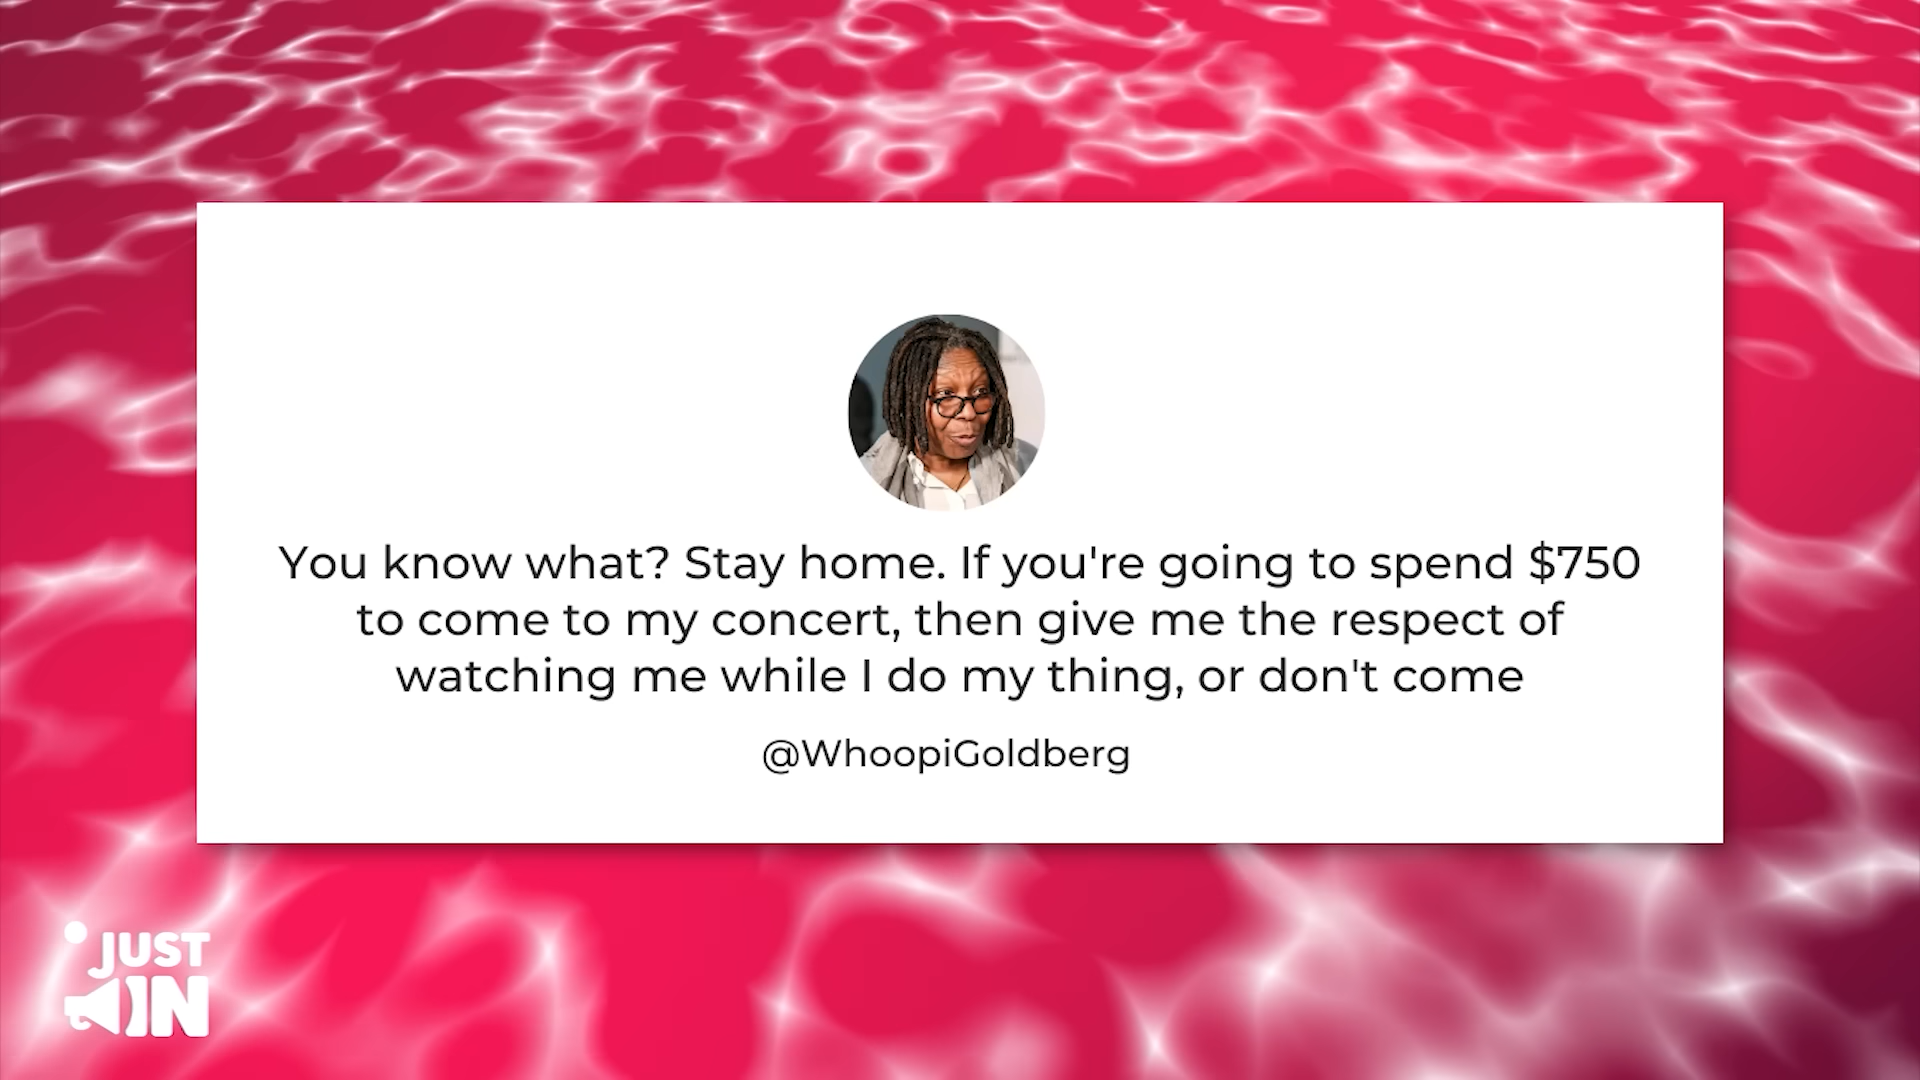 You know what? Stay home. If you're going to spend $750
to come to my concert, then give me the respect of
watching me while I do my thing, or don't come
@WhoopiGoldberg
JUST
IN